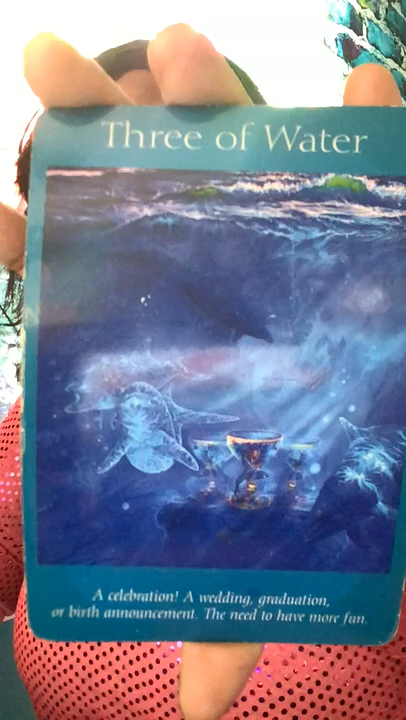 Three of Water
A celebration! A wedding, graduation,
or birth announcement. The need to have more fun.